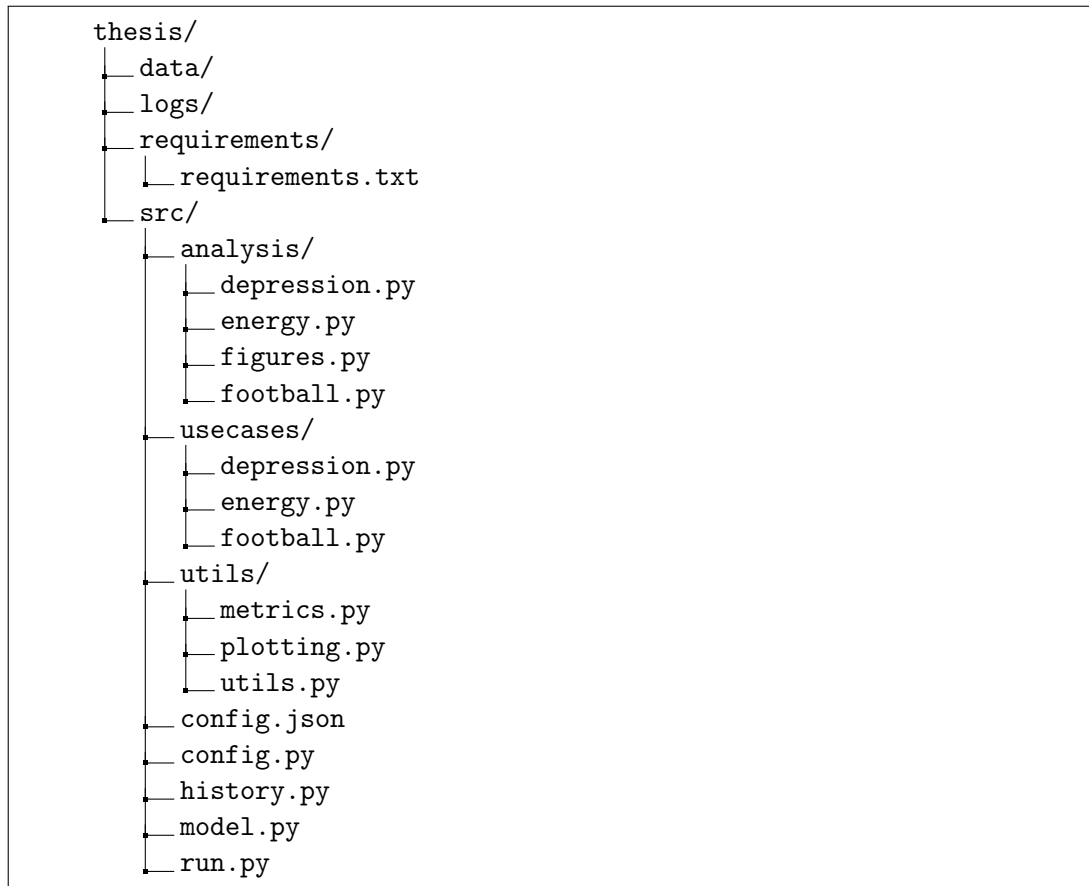 thesis/
data/
logs/
requirements/
requirements.txt
src/
analysis/
depression.py
energy.py
figures.py
football.py
usecases/
depression.py
energy.py
football.py
utils/
metrics.py
plotting.py
utils.py
config.json
config.py
history.py
model.py
run.py